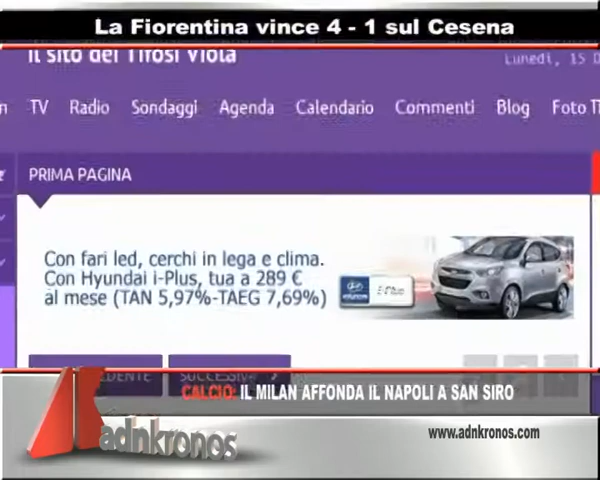 La Fiorentina vince 4 - 1 sul Cesena
Il sito dei Tifosi Viola
Lunedì, 15 D
n TV Radio Sondaggi Agenda Calendario Commenti Blog Foto T
PRIMA PAGINA
Con fari led, cerchi in lega e clima.
Con Hyundai i-Plus, tua a 289 €
al mese (TAN 5,97%-TAEG 7,69%)
EDENTE SUCCESSIV
CALCIO: IL MILAN AFFONDA IL NAPOLI A SAN SIRO
adnkronos
www.adnkronos.com